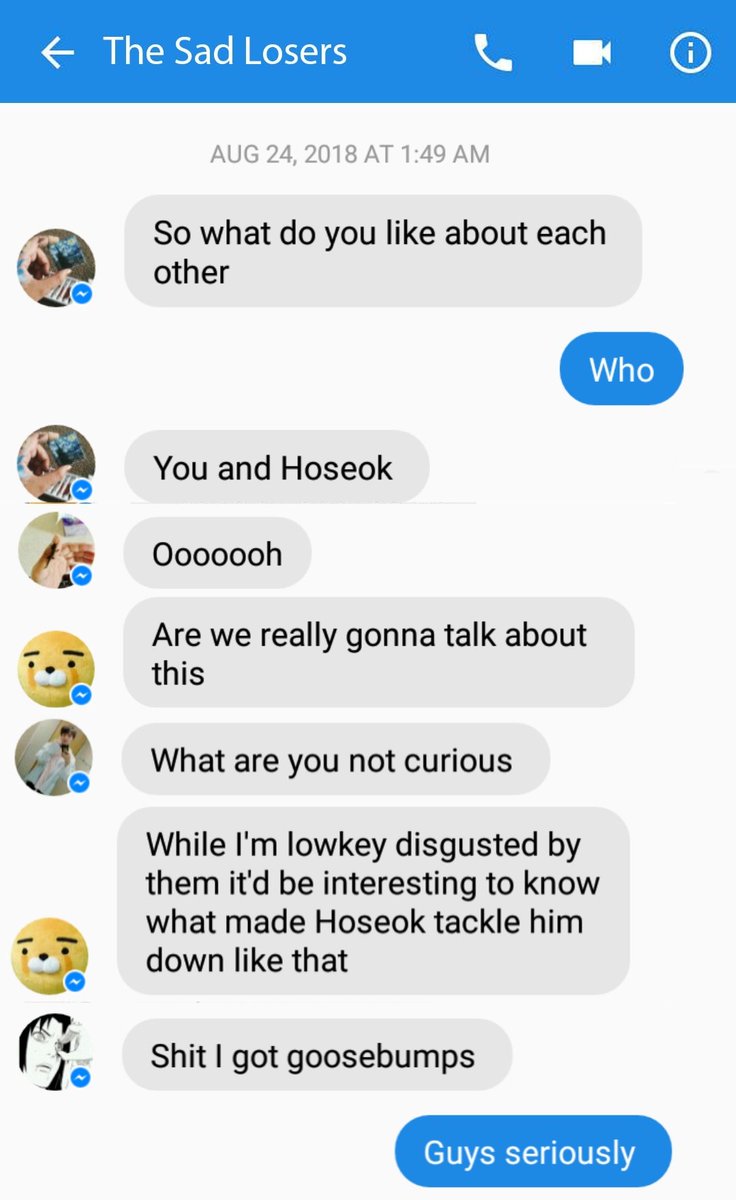 The Sad Losers
AUG 24, 2018 AT 1:49 AM
So what do you like about each
other
Who
You and Hoseok
Ooooooh
Are we really gonna talk about
this
What are you not curious
While I'm lowkey disgusted by
them it'd be interesting to know
what made Hoseok tackle him
down like that
Shit I got goosebumps
Guys seriously